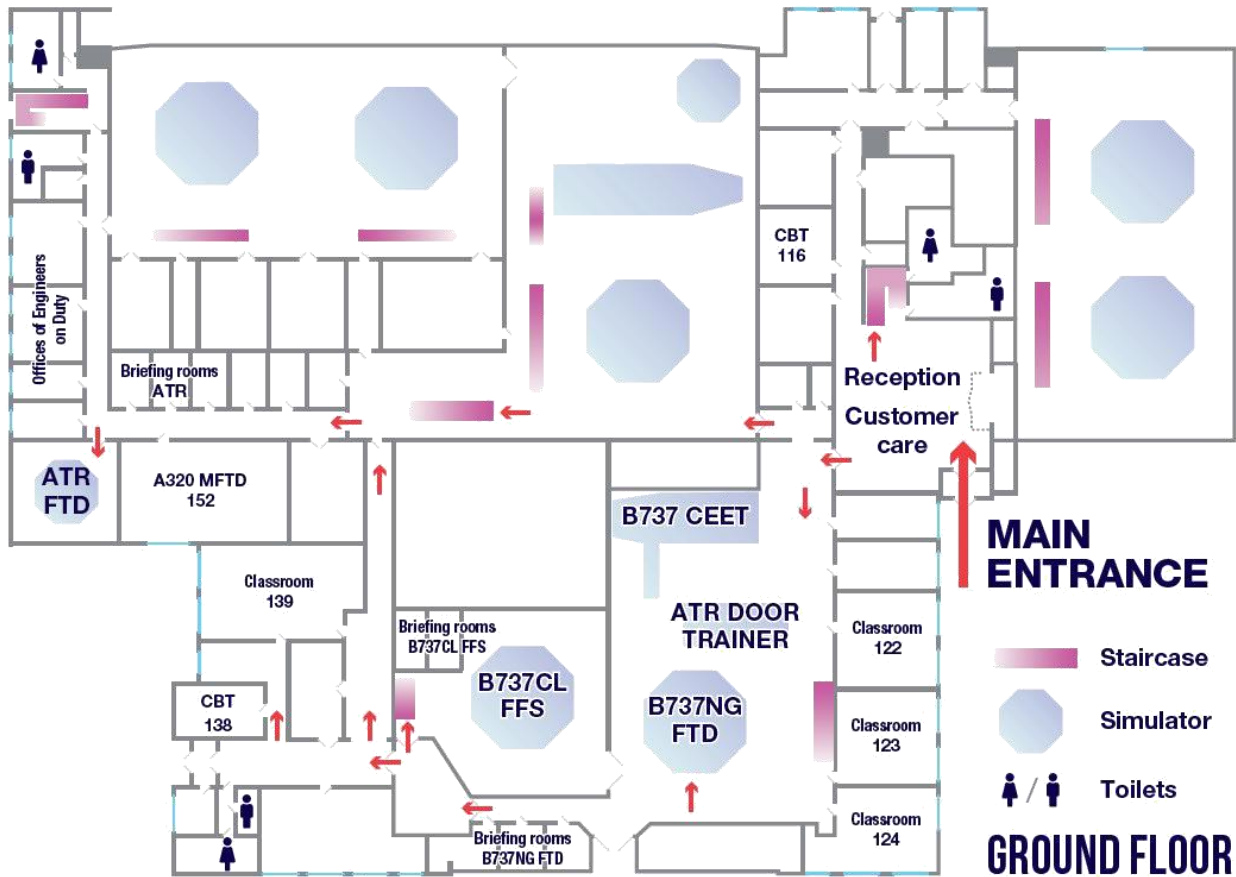 CBT
116
Offices of Engineers
on Duty
Briefing rooms
ATR
Reception
Customer
care
ATR
FTD
A320 MFTD
152
B737 CEET
MAIN
ENTRANCE
Classroom
139
ATR DOOR
TRAINER
Briefing rooms
B737CL FFS
Classroom
122
Staircase
B737CL
FFS
B737NG
FTD
CBT
138
Classroom
123
Simulator
Toilets
/
Classroom
124
Briefing rooms
B737NG FTD
GROUND FLOOR